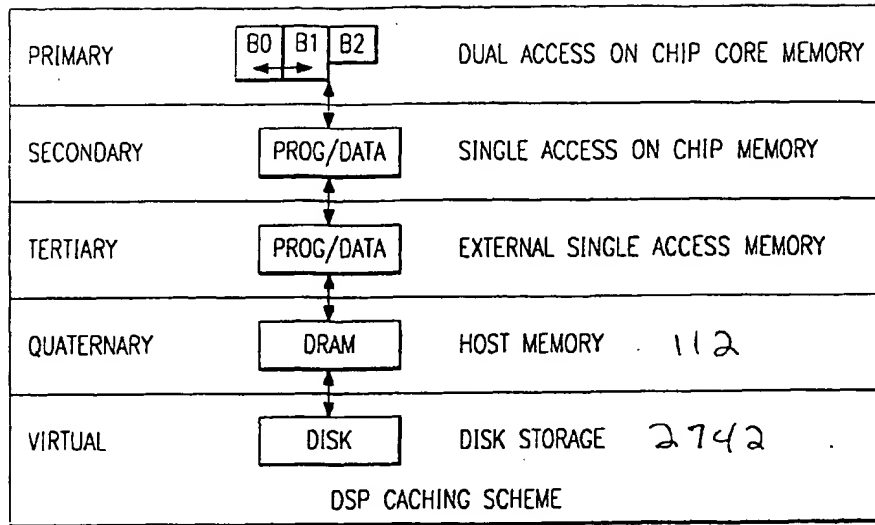 PRIMARY B0 B1 B2 DUAL ACCESS ON CHIP CORE MEMORY
SECONDARY PROG/DATA SINGLE ACCESS ON CHIP MEMORY
TERTIARY PROG/DATA EXTERNAL SINGLE ACCESS MEMORY
QUATERNARY DRAM HOST MEMORY 112
VIRTUAL DISK DISK STORAGE 2742
DSP CACHING SCHEME